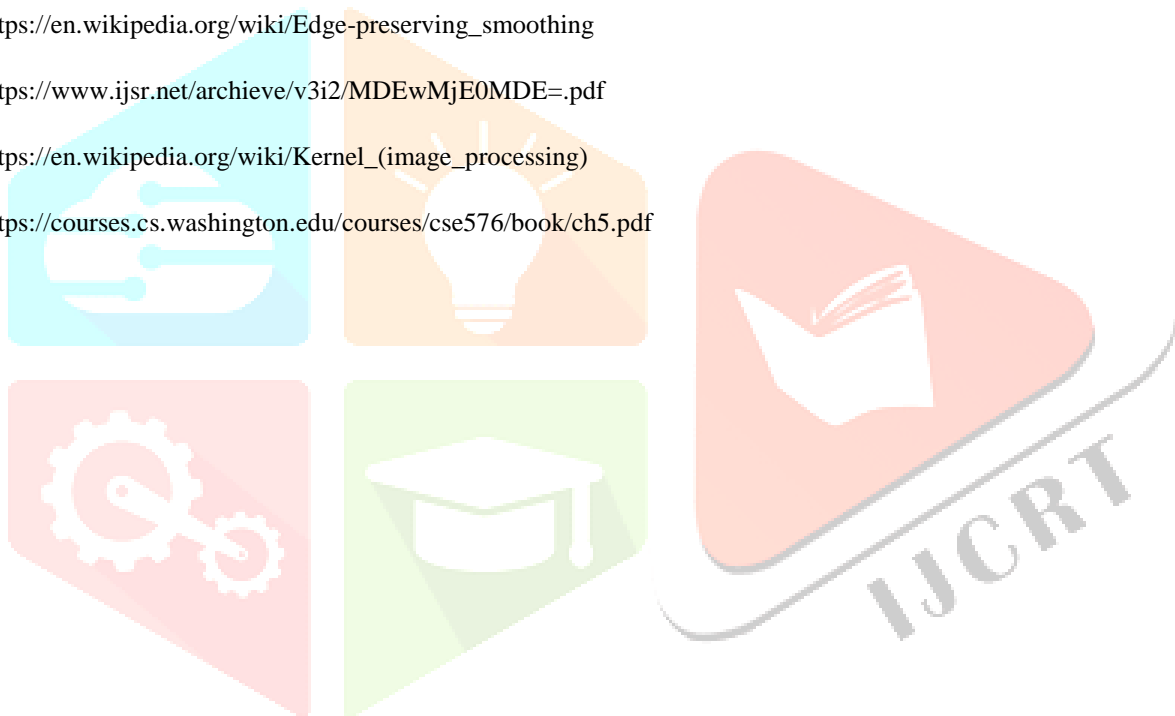 tps://en.wikipedia.org/wiki/Edge-preserving_smoothing
tps://www.ijsr.net/archieve/v3i2/MDEwMjE0MDE=.pdf
tps://en.wikipedia.org/wiki/Kernel_(image_processing)
tps://courses.cs.washington.edu/courses/cse576/book/ch5.pdf
IJCRT